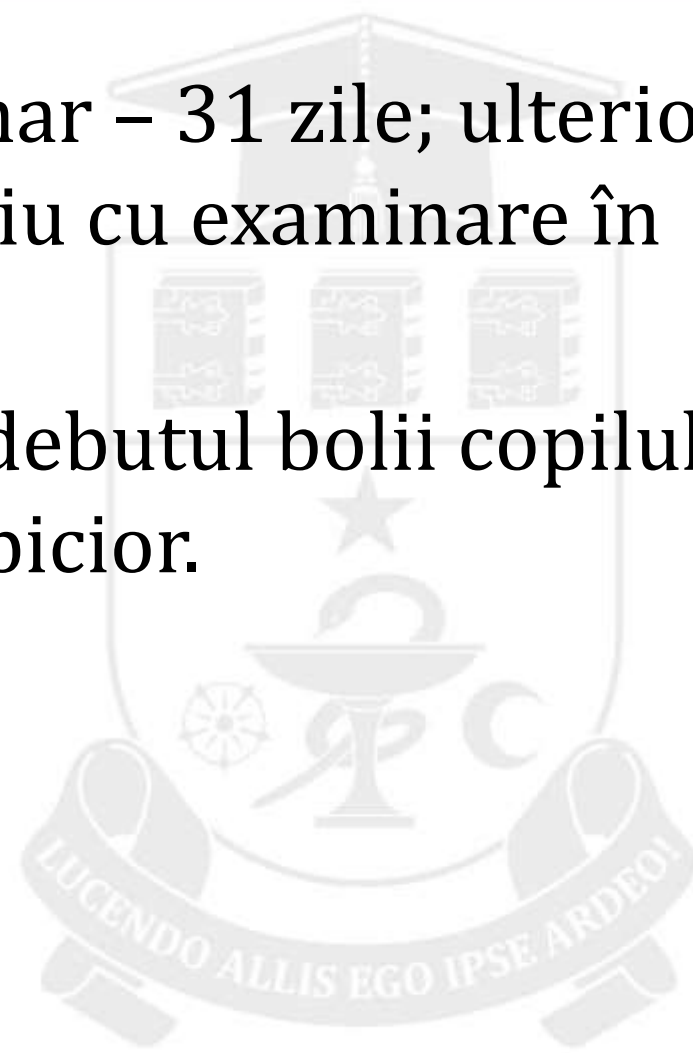 nar – 31 zile; ulterio
iu cu examinare în
debutul bolii copilul
picior.
LUCENDO ALLIS EGO IPSE ARDEO!